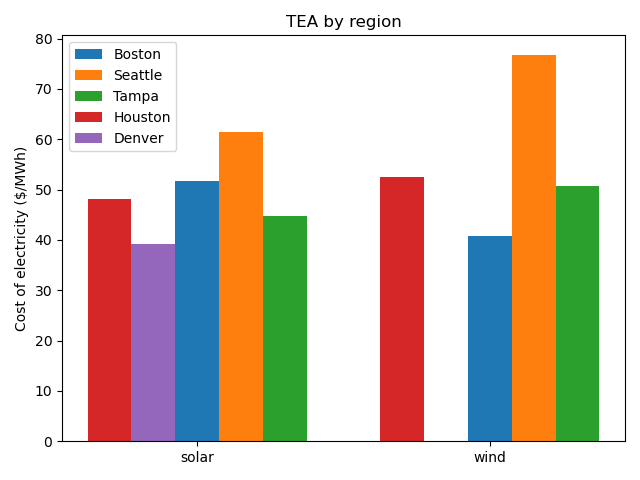 TEA by region
Cost of electricity ($/MWh)
80
70
60
50
40
30
20
10
0
Boston
Seattle
Tampa
Houston
Denver
solar
wind